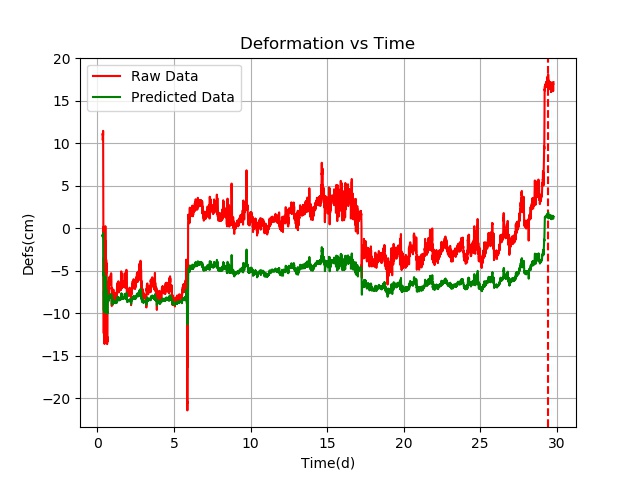 Deformation vs Time
Raw Data
Predicted Data
20
15
10
5
0
−5
−10
−15
−20
Defs(cm)
0 5 10 15 20 25 30
Time(d)